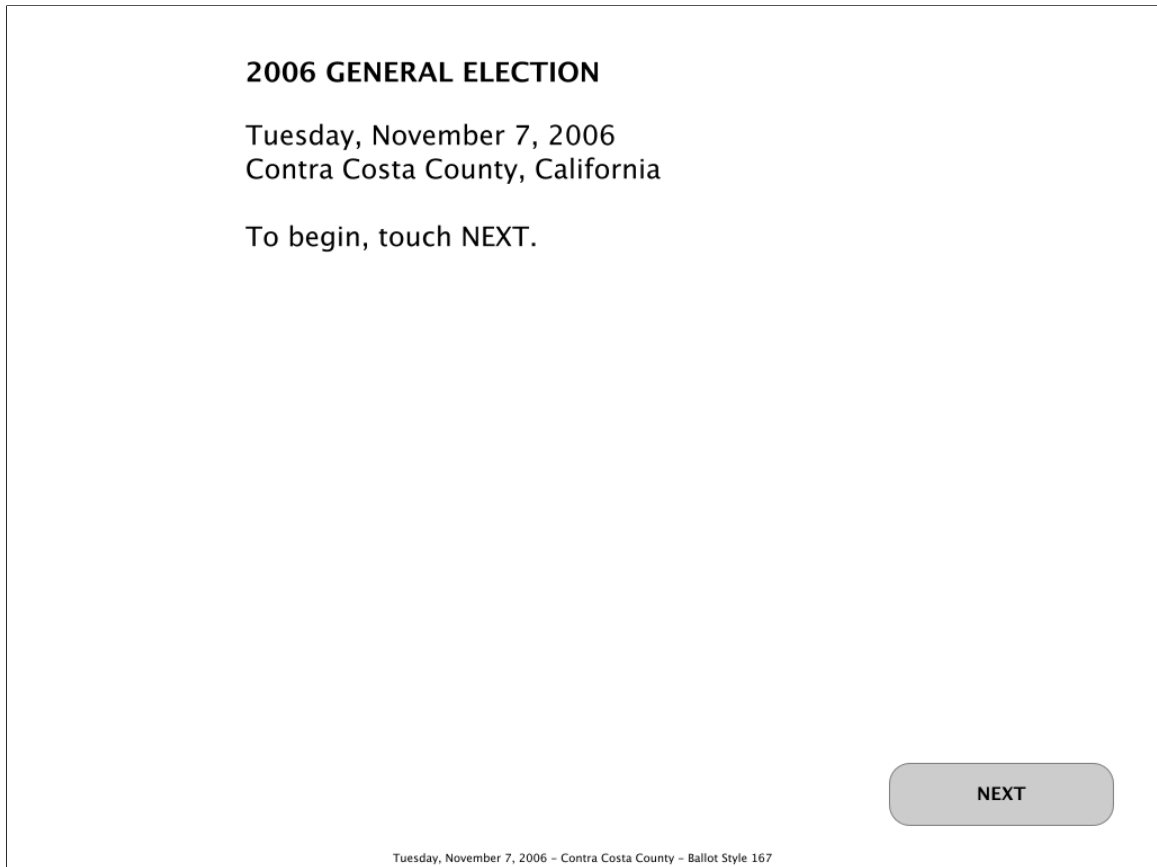 2006 GENERAL ELECTION
Tuesday, November 7, 2006
Contra Costa County, California
To begin, touch NEXT.
NEXT
Tuesday, November 7, 2006 – Contra Costa County – Ballot Style 167